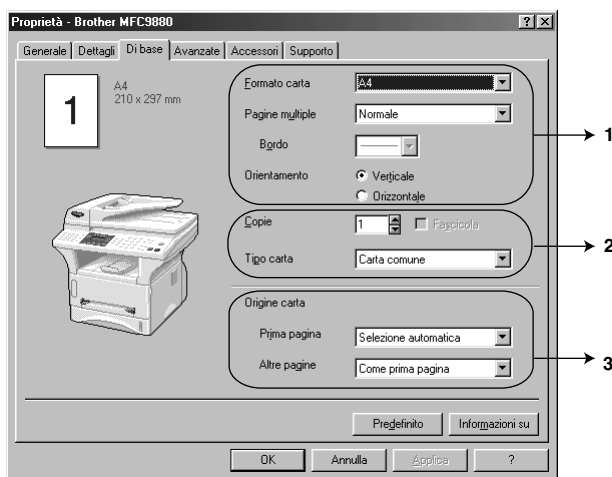 Proprietà - Brother MFC9880
Generale Dettagli Di base Avanzate Accessori Supporto
1
A4
210 x 297 mm
Formato carta A4
Pagine multiple Normale
Bordo
Orientamento Verticale
Orizzontale
1
Copie 1 Fascicola
2
Tipo carta Carta comune
Origine carta
Prima pagina Selezione automatica
Altre pagine Come prima pagina
3
Predefinito Informazioni su
OK Annulla Applica ?